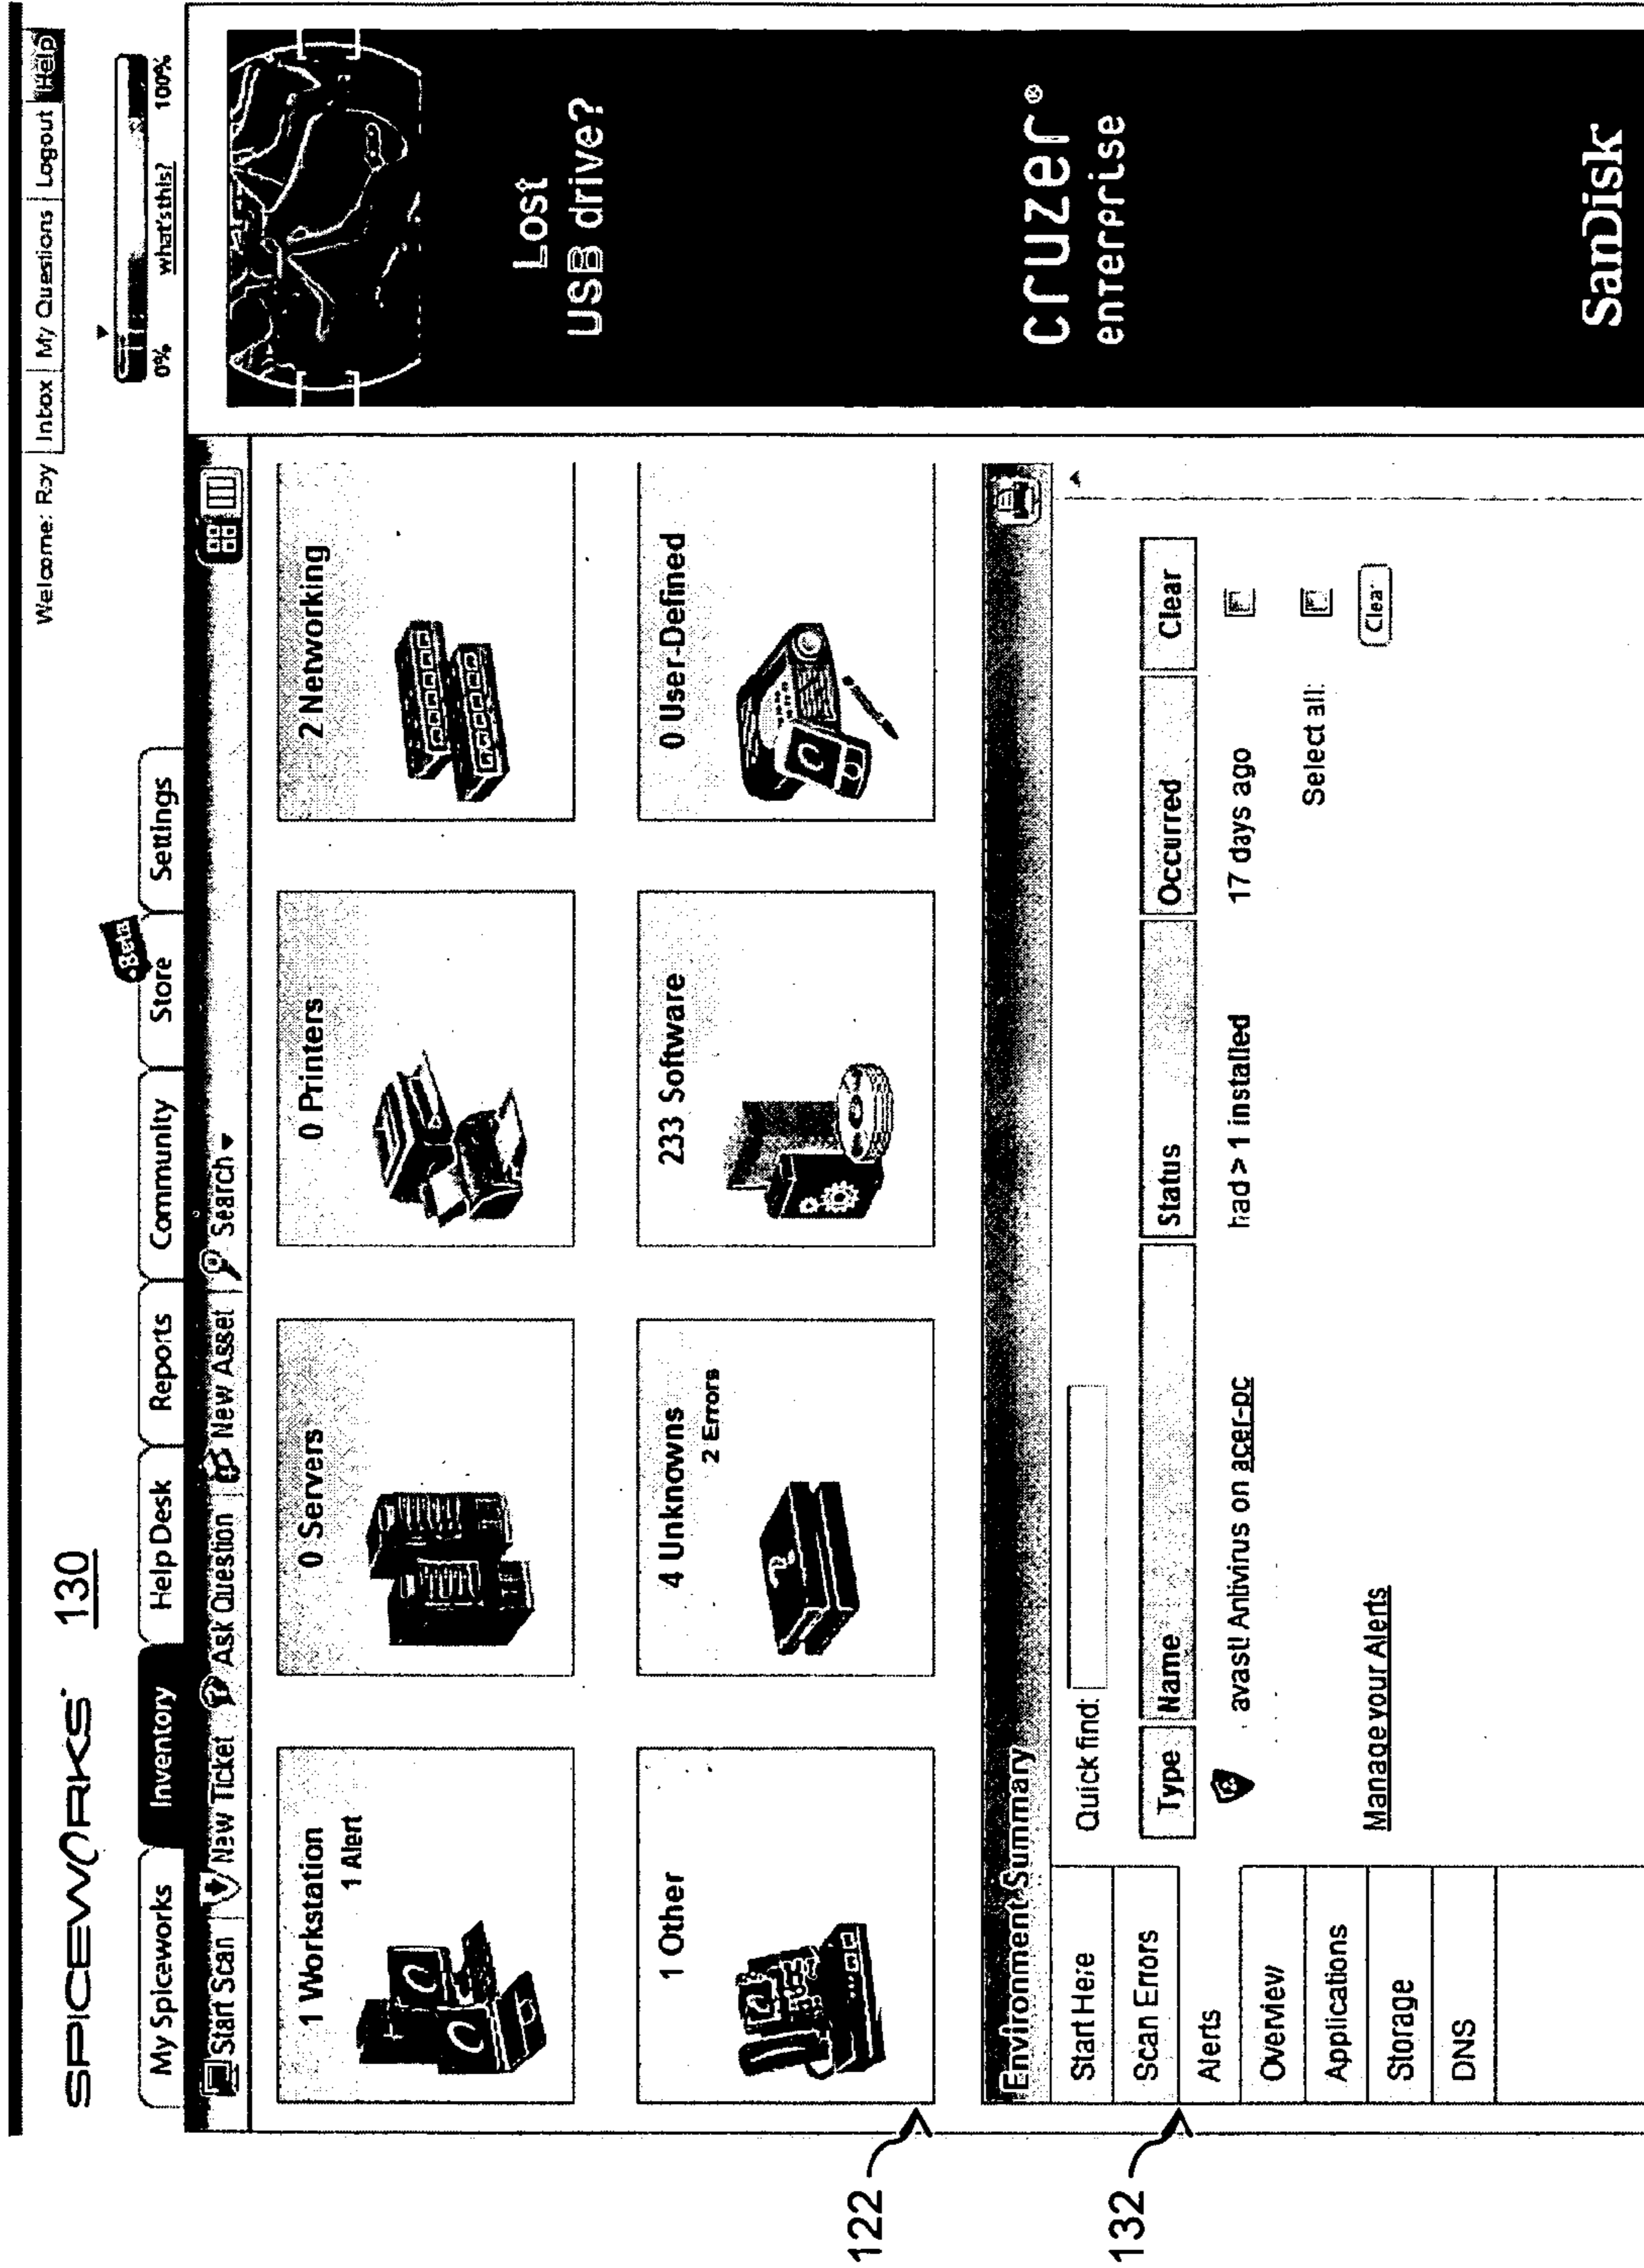 Welcome: Roy Inbox My Questions Logout Help
SPICEWORKS 130
0% what's this? 100%
My Spiceworks Inventory Help Desk Reports Community Store Beta Settings
Start Scan New Ticket Ask Question New Asset Search
1 Workstation
1 Alert
0 Servers
0 Printers
2 Networking
1 Other
4 Unknowns
2 Errors
233 Software
0 User-Defined
122
Environment Summary
Start Here
Scan Errors
Alerts
Overview
Applications
Storage
DNS
132
Quick find:
Type Name Status Occurred Clear
avast! Antivirus on acer-pc had > 1 installed 17 days ago
Select all:
Manage your Alerts Clear
Lost
USB drive?
cruzer®
enterprise
SanDisk